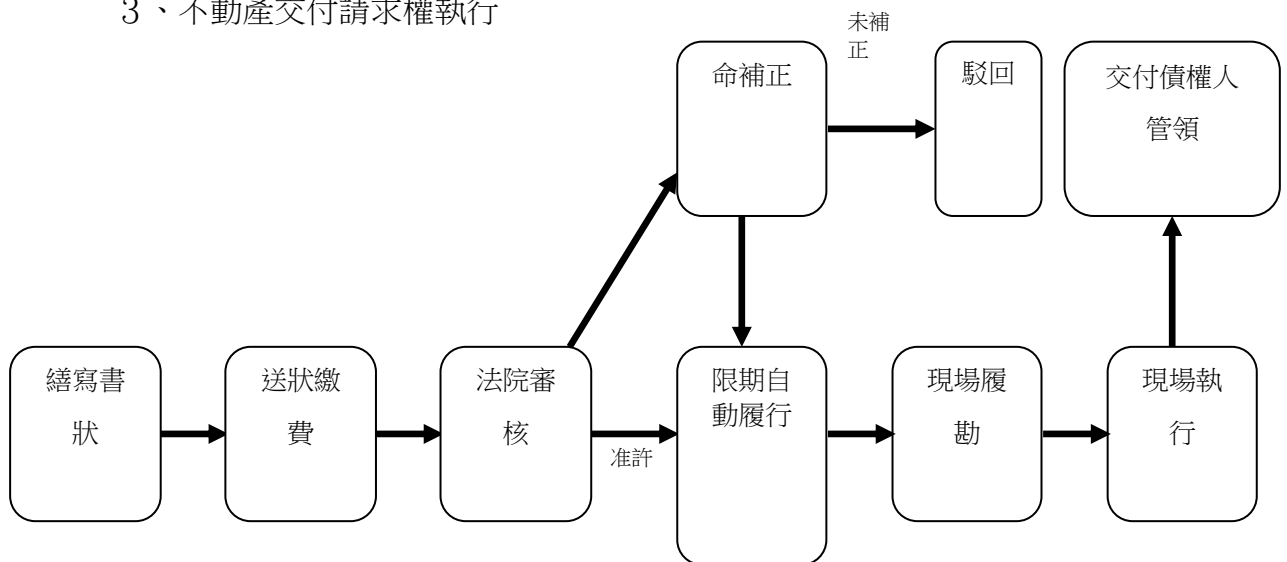 ３、不動產交付請求權執行
未補
正
命補正
駁回
交付債權人
管領
繕寫書
狀
送狀繳
費
法院審
核
准許
限期自
動履行
現場履
勘
現場執
行